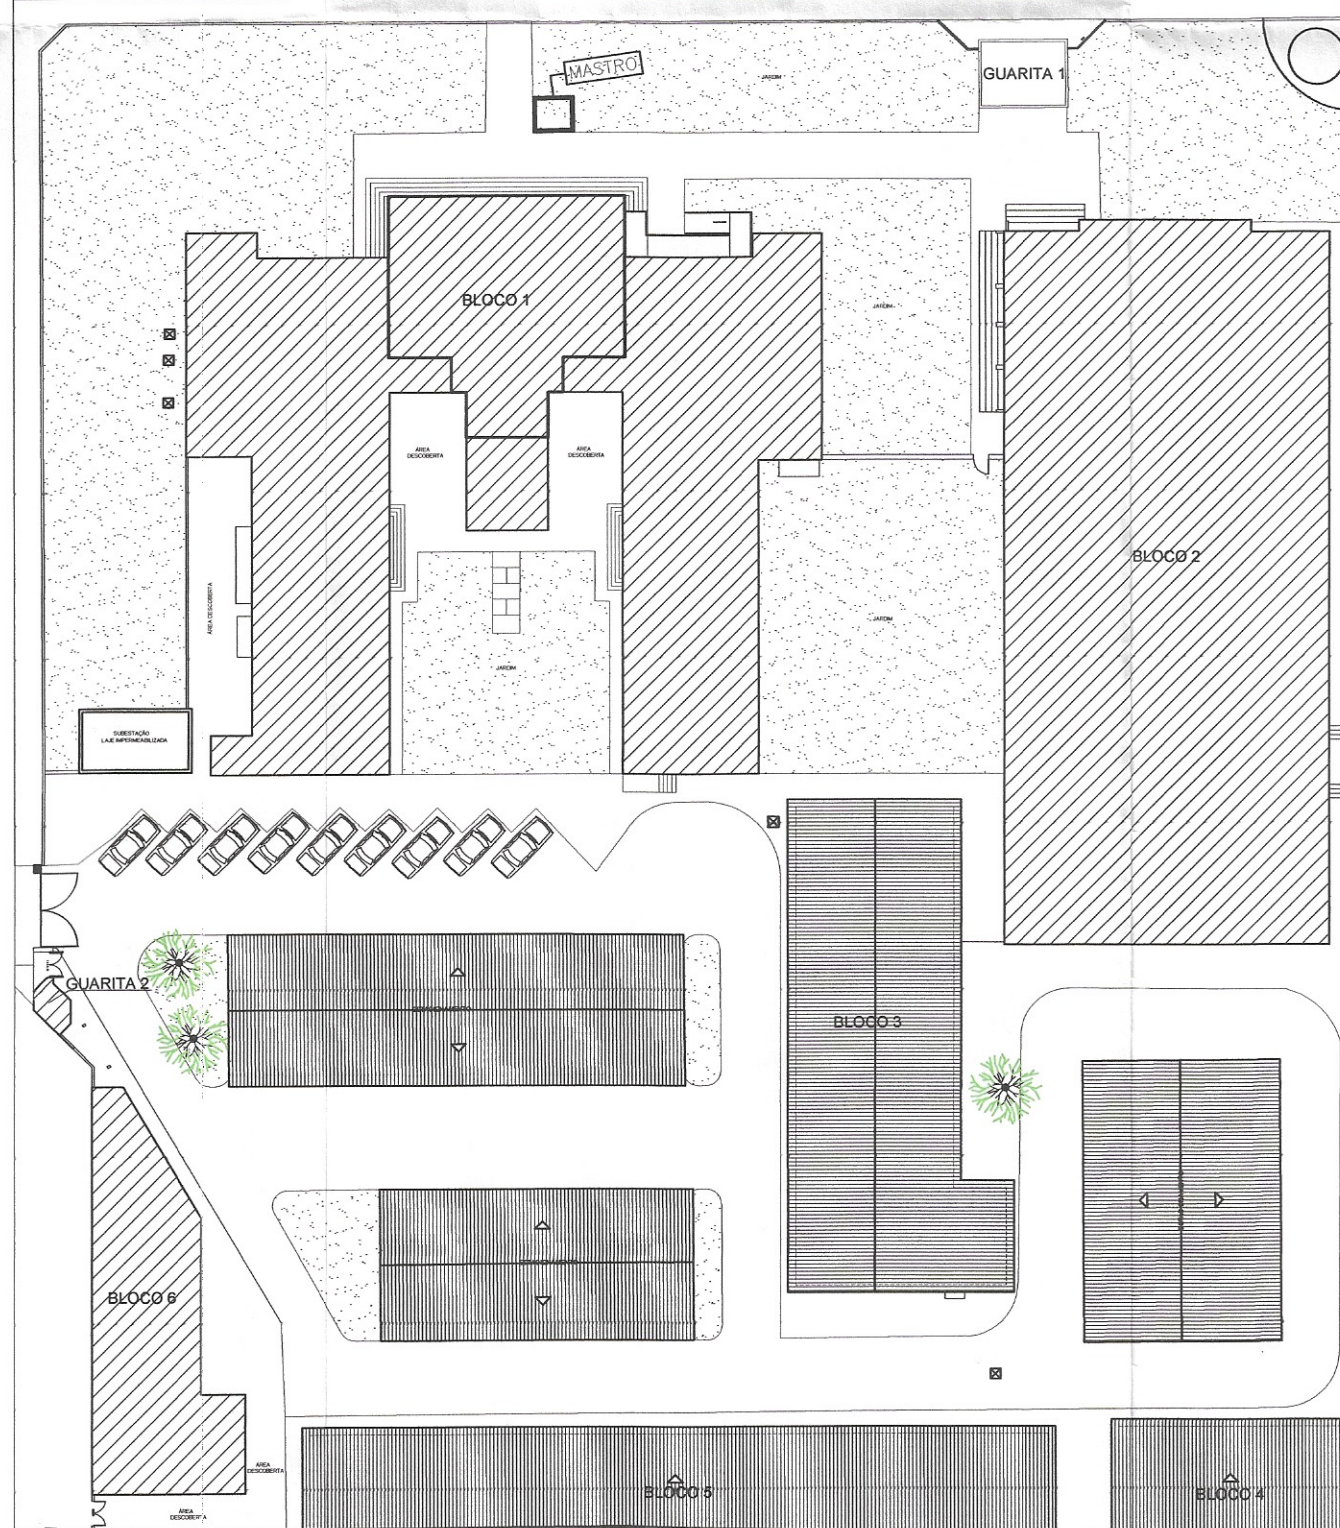 MASTRO
JARDIM
GUARITA 1
BLOCO 1
JARDIM
ÁREA
DESCOBERTA
ÁREA
DESCOBERTA
BLOCO 2
ÁREA DESCOBERTA
JARDIM
JARDIM
SUBESTAÇÃO
LAJE IMPERMEABILIZADA
GUARITA 2
BLOCO 3
BLOCO 6
ÁREA
DESCOBERTA
BLOCO 5
BLOCO 4
ÁREA
DESCOBERTA